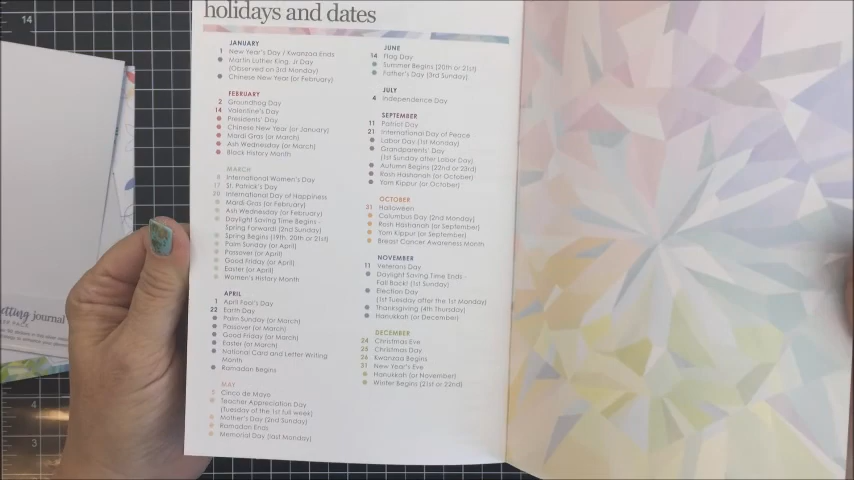 14
holidays and dates
JANUARY
1 New Year's Day / Kwanzaa Ends
Martin Luther King, Jr Day
(Observed on 3rd Monday)
Chinese New Year (or February)
FEBRUARY
2 Groundhog Day
14 Valentine's Day
Presidents' Day
Chinese New Year (or January)
Mardi Gras (or March)
Ash Wednesday (or March)
Black History Month
MARCH
8 International Women's Day
17 St. Patrick's Day
20 International Day of Happiness
Mardi-Gras (or February)
Ash Wednesday (or February)
Daylight Saving Time Begins -
Spring Forward! (2nd Sunday)
Spring Begins (19th, 20th or 21st)
Palm Sunday (or April)
Passover (or April)
Good Friday (or April)
Easter (or April)
Women's History Month
APRIL
1 April Fool's Day
22 Earth Day
Palm Sunday (or March)
Passover (or March)
Good Friday (or March)
Easter (or March)
National Card and Letter Writing
Month
Ramadan Begins
MAY
5 Cinco de Mayo
Teacher Appreciation Day
(Tuesday of the 1st full week)
Mother's Day (2nd Sunday)
Ramadan Ends
Memorial Day (last Monday)
JUNE
14 Flag Day
Summer Begins (20th or 21st)
Father's Day (3rd Sunday)
JULY
4 Independence Day
SEPTEMBER
11 Patriot Day
21 International Day of Peace
Labor Day (1st Monday)
Grandparents' Day
(1st Sunday after Labor Day)
Autumn Begins (22nd or 23rd)
Rosh Hashanah (or October)
Yom Kippur (or October)
OCTOBER
31 Halloween
Columbus Day (2nd Monday)
Rosh Hashanah (or September)
Yom Kippur (or September)
Breast Cancer Awareness Month
NOVEMBER
11 Veterans Day
Daylight Saving Time Ends -
Fall Back! (1st Sunday)
Election Day
(1st Tuesday after the 1st Monday)
Thanksgiving (4th Thursday)
Hanukkah (or December)
DECEMBER
24 Christmas Eve
25 Christmas Day
26 Kwanzaa Begins
31 New Year's Eve
Hanukkah (or November)
Winter Begins (21st or 22nd)
journal
PACK
4
3